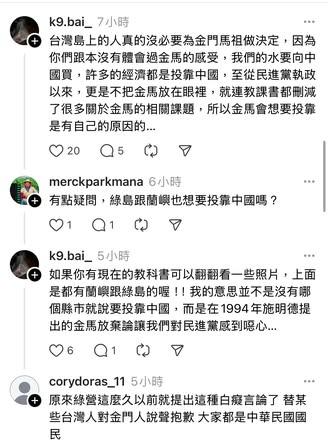 k9.bai_ 7小時
台灣島上的人真的沒必要為金門馬祖做決定，因為
你們跟本沒有體會過金馬的感受，我們的水要向中
國買，許多的經濟都是投靠中國，至從民進黨執政
以來，更是不把金馬放在眼裡，就連教課書都刪減
了很多關於金馬的相關課題，所以金馬會想要投靠
是有自己的原因的...
20 5
merckparkmana 6小時
有點疑問，綠島跟蘭嶼也想要投靠中國嗎？
1 1
k9.bai_ 5小時
如果你有現在的教科書可以翻翻看一些照片，上面
是都有蘭嶼跟綠島的喔！！我的意思並不是沒有哪
個縣市就說要投靠中國，而是在1994年施明德提
出的金馬放棄論讓我們對民進黨感到噁心...
6 1
corydoras_11 5小時
原來綠營這麼久以前就提出這種白癡言論了 替某
些台灣人對金門人說聲抱歉 大家都是中華民國國
民